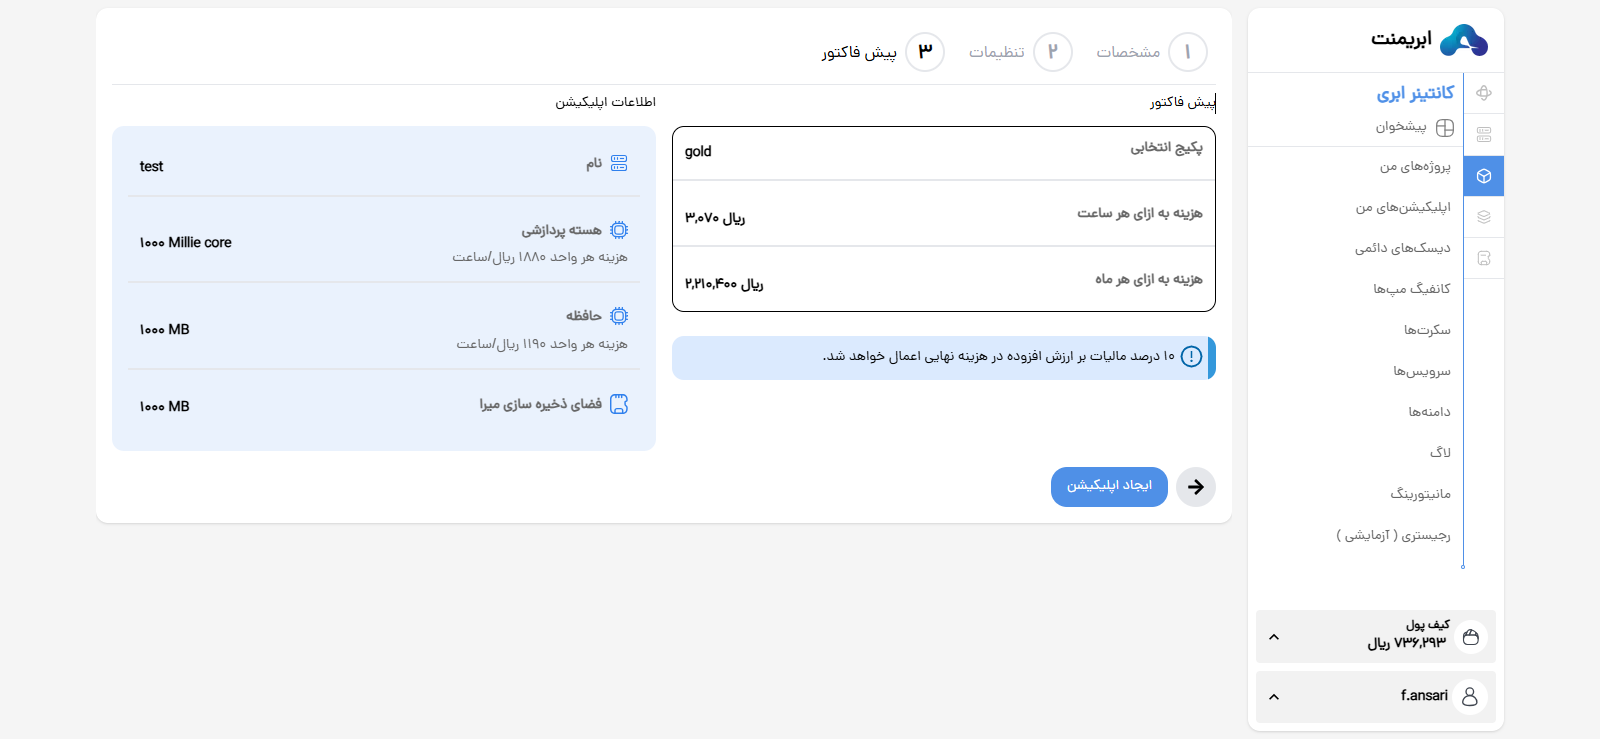 ابریمنت
کانتینر ابری
پیشخوان
پروژه‌های من
اپلیکیشن‌های من
دیسک‌های دائمی
کانفیگ مپ‌ها
سکرت‌ها
سرویس‌ها
دامنه‌ها
لاگ
مانیتورینگ
رجیستری ( آزمایشی )
کیف پول
۷۳۶,۲۹۳ ریال
f.ansari
۱ مشخصات ۲ تنظیمات ۳ پیش فاکتور
پیش فاکتور
پکیج انتخابی gold
هزینه به ازای هر ساعت ۳,۰۷۰ ریال
هزینه به ازای هر ماه ۲,۲۱۰,۴۰۰ ریال
۱۰ درصد مالیات بر ارزش افزوده در هزینه نهایی اعمال خواهد شد.
اطلاعات اپلیکیشن
نام test
هسته پردازشی ۱۰۰۰ Millie core
هزینه هر واحد ۱۸۸۰ ریال/ساعت
حافظه ۱۰۰۰ MB
هزینه هر واحد ۱۱۹۰ ریال/ساعت
فضای ذخیره سازی میرا ۱۰۰۰ MB
ایجاد اپلیکیشن